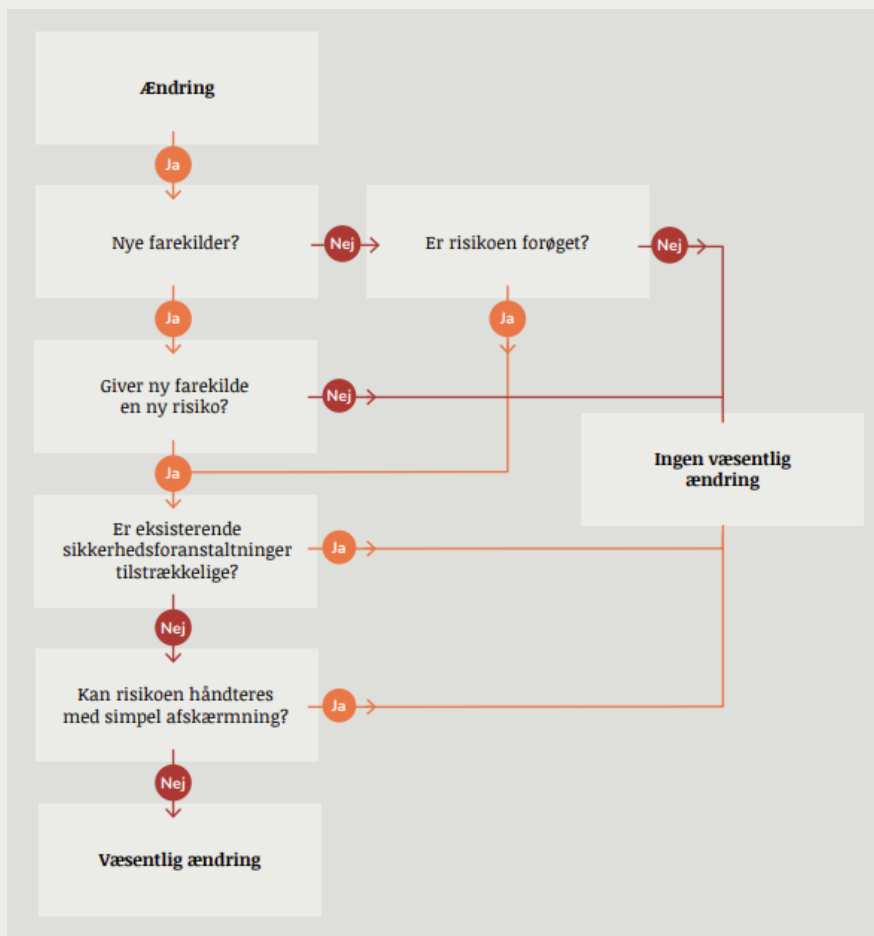 Ændring
Ja
Nye farekilder?
Nej
Er risikoen forøget?
Nej
Ja
Ja
Giver ny farekilde
en ny risiko?
Nej
Ja
Ingen væsentlig
ændring
Er eksisterende
sikkerhedsforanstaltninger
tilstrækkelige?
Ja
Nej
Kan risikoen håndteres
med simpel afskærmning?
Ja
Nej
Væsentlig ændring